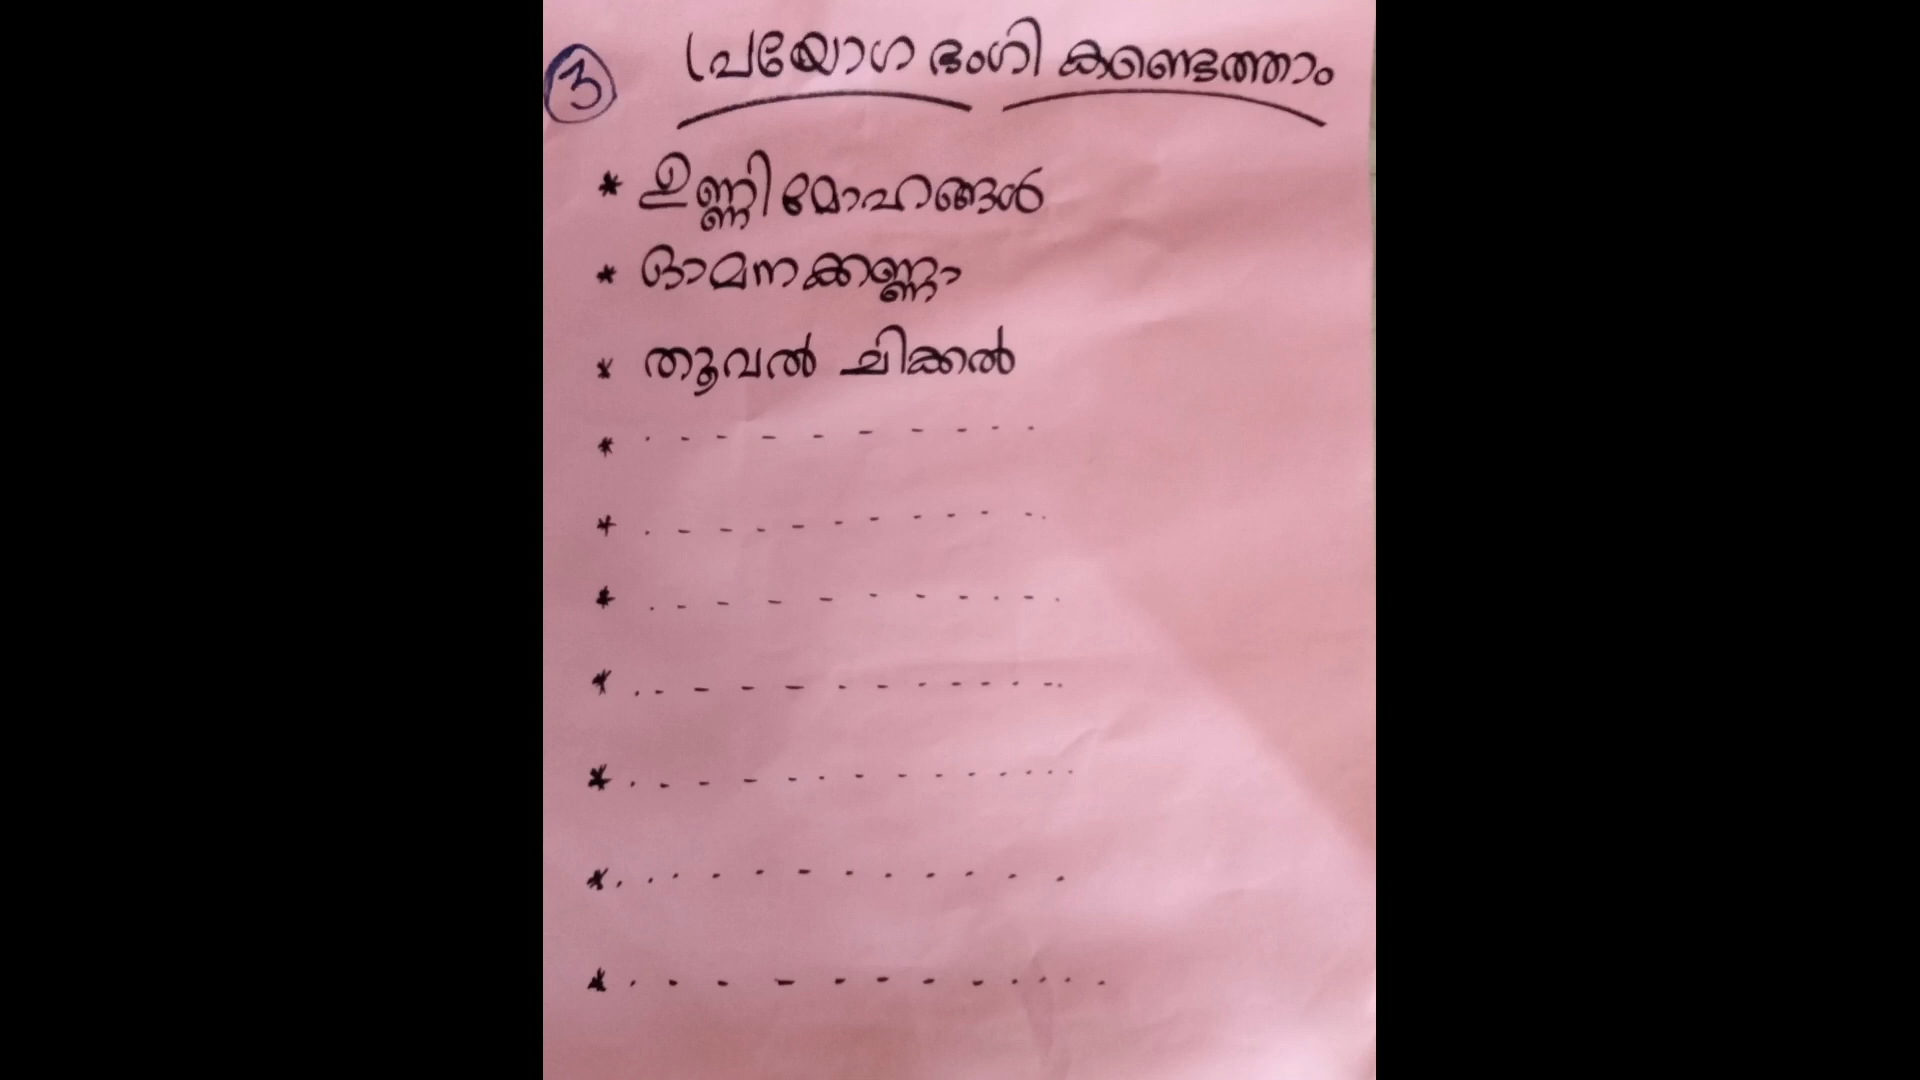 3 പ്രയോഗ ഭംഗി കണ്ടെത്താം
* ഉണ്ണി മോഹങ്ങൾ
* ഓമനക്കണ്ണാ
* തൂവൽ ചിക്കൽ
* . - - - - - - - - .
* . - - - - - - - - - .
* . - - - - - - - - - .
* . - - - - - - - - - - .
* . - - - - - - - - - - .
* . . . - - - - - - - - .
* . - - - - - - - . . . .